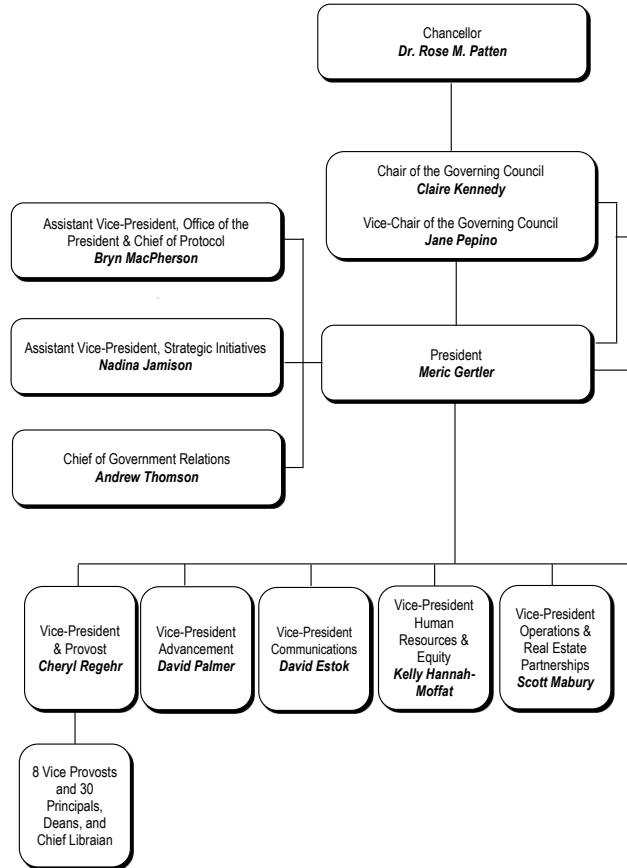 Chancellor
Dr. Rose M. Patten
Chair of the Governing Council
Claire Kennedy
Vice-Chair of the Governing Council
Jane Pepino
Assistant Vice-President, Office of the
President & Chief of Protocol
Bryn MacPherson
Assistant Vice-President, Strategic Initiatives
Nadina Jamison
President
Meric Gertler
Chief of Government Relations
Andrew Thomson
Vice-President
& Provost
Cheryl Regehr
Vice-President
Advancement
David Palmer
Vice-President
Communications
David Estok
Vice-President
Human
Resources &
Equity
Kelly Hannah-
Moffat
Vice-President
Operations &
Real Estate
Partnerships
Scott Mabury
8 Vice Provosts
and 30
Principals,
Deans, and
Chief Libraian